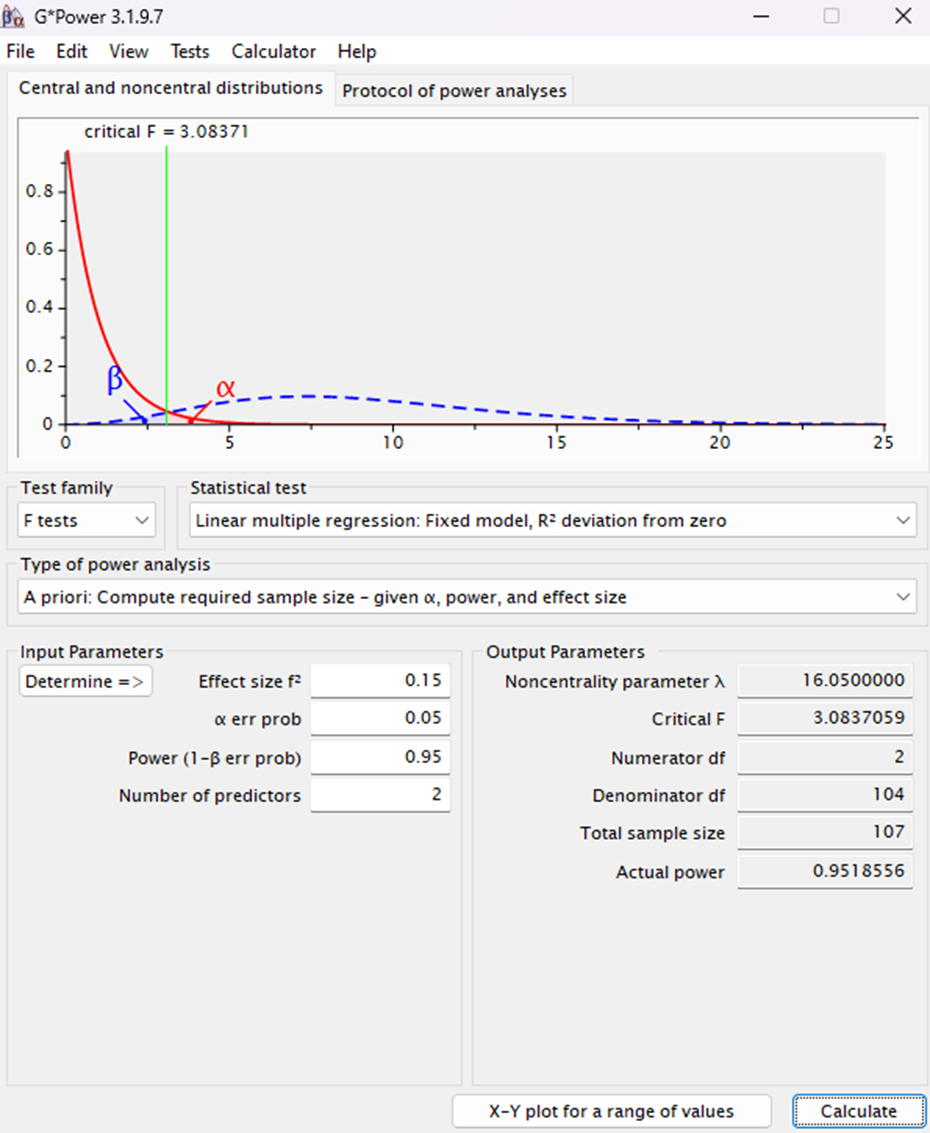 G*Power 3.1.9.7
File Edit View Tests Calculator Help
Central and noncentral distributions Protocol of power analyses
critical F = 3.08371
0.8
0.6
0.4
0.2
β α
0
0 5 10 15 20 25
Test family Statistical test
F tests Linear multiple regression: Fixed model, R² deviation from zero
Type of power analysis
A priori: Compute required sample size – given α, power, and effect size
Input Parameters
Determine =>
Effect size f² 0.15
α err prob 0.05
Power (1-β err prob) 0.95
Number of predictors 2
Output Parameters
Noncentrality parameter λ 16.0500000
Critical F 3.0837059
Numerator df 2
Denominator df 104
Total sample size 107
Actual power 0.9518556
X-Y plot for a range of values Calculate